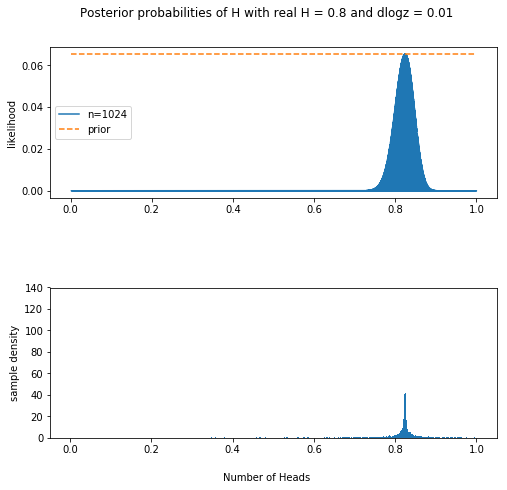 Posterior probabilities of H with real H = 0.8 and dlogz = 0.01
0.06
0.04
0.02
0.00
likelihood
n=1024
prior
0.0 0.2 0.4 0.6 0.8 1.0
140
120
100
80
60
40
20
0
sample density
0.0 0.2 0.4 0.6 0.8 1.0
Number of Heads